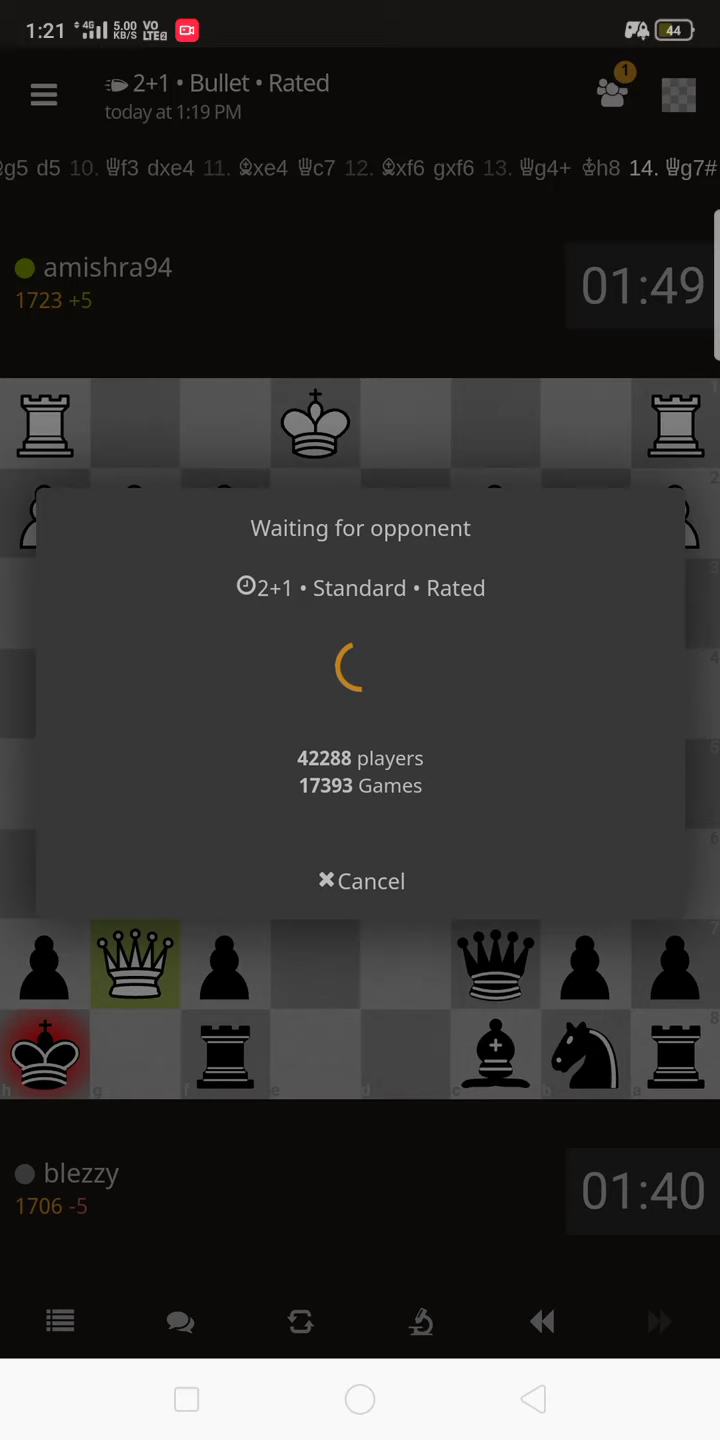 1:21 4G 5.00 KB/S VO LTE2 44
2+1 • Bullet • Rated 1
today at 1:19 PM
g5 d5 10. ♕f3 dxe4 11. ♗xe4 ♕c7 12. ♗xf6 gxf6 13. ♕g4+ ♔h8 14. ♕g7#
amishra94
1723 +5
01:49
Waiting for opponent
2+1 • Standard • Rated
42288 players
17393 Games
Cancel
h g f e d c b a
blezzy
1706 -5
01:40